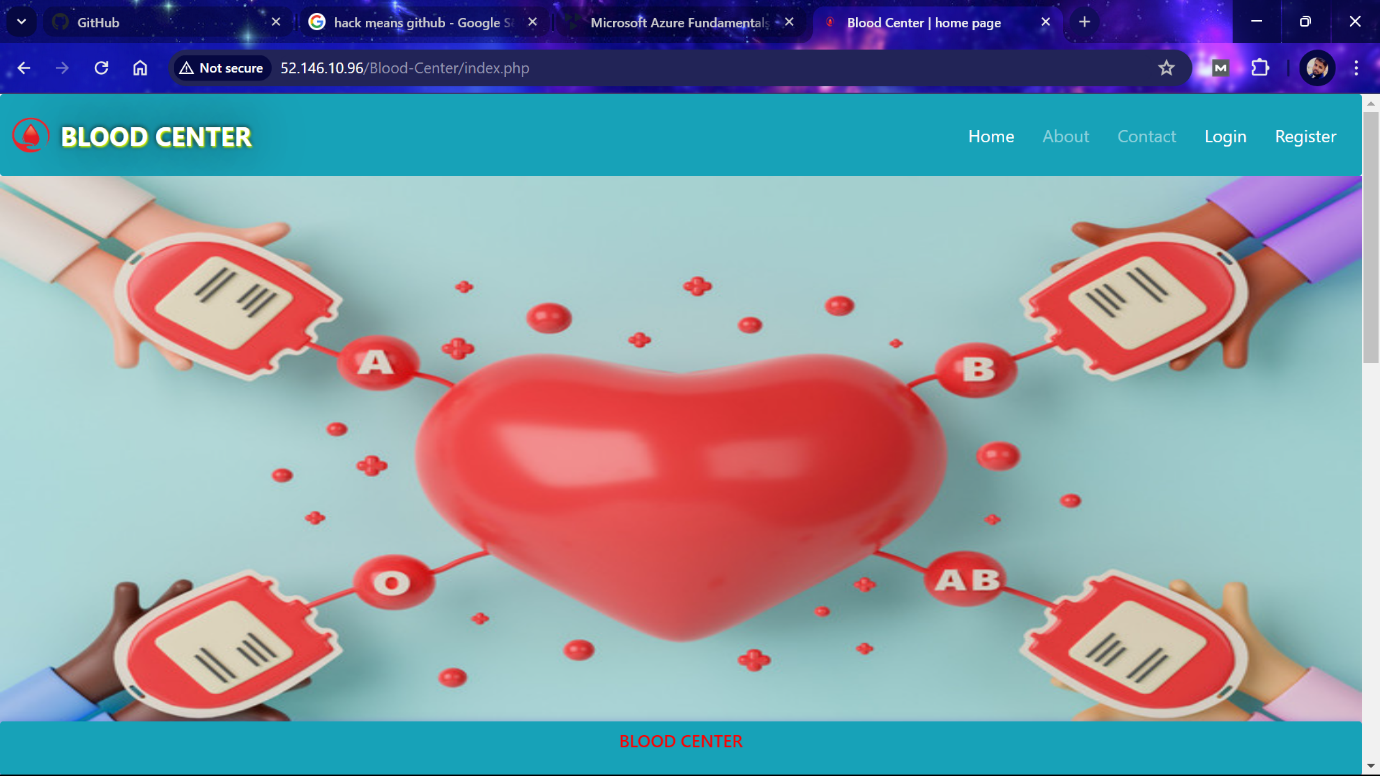 GitHub
hack means github - Google S
Microsoft Azure Fundamentals
Blood Center | home page
Not secure
52.146.10.96/Blood-Center/index.php
M
BLOOD CENTER
Home
About
Contact
Login
Register
A
B
O
AB
BLOOD CENTER